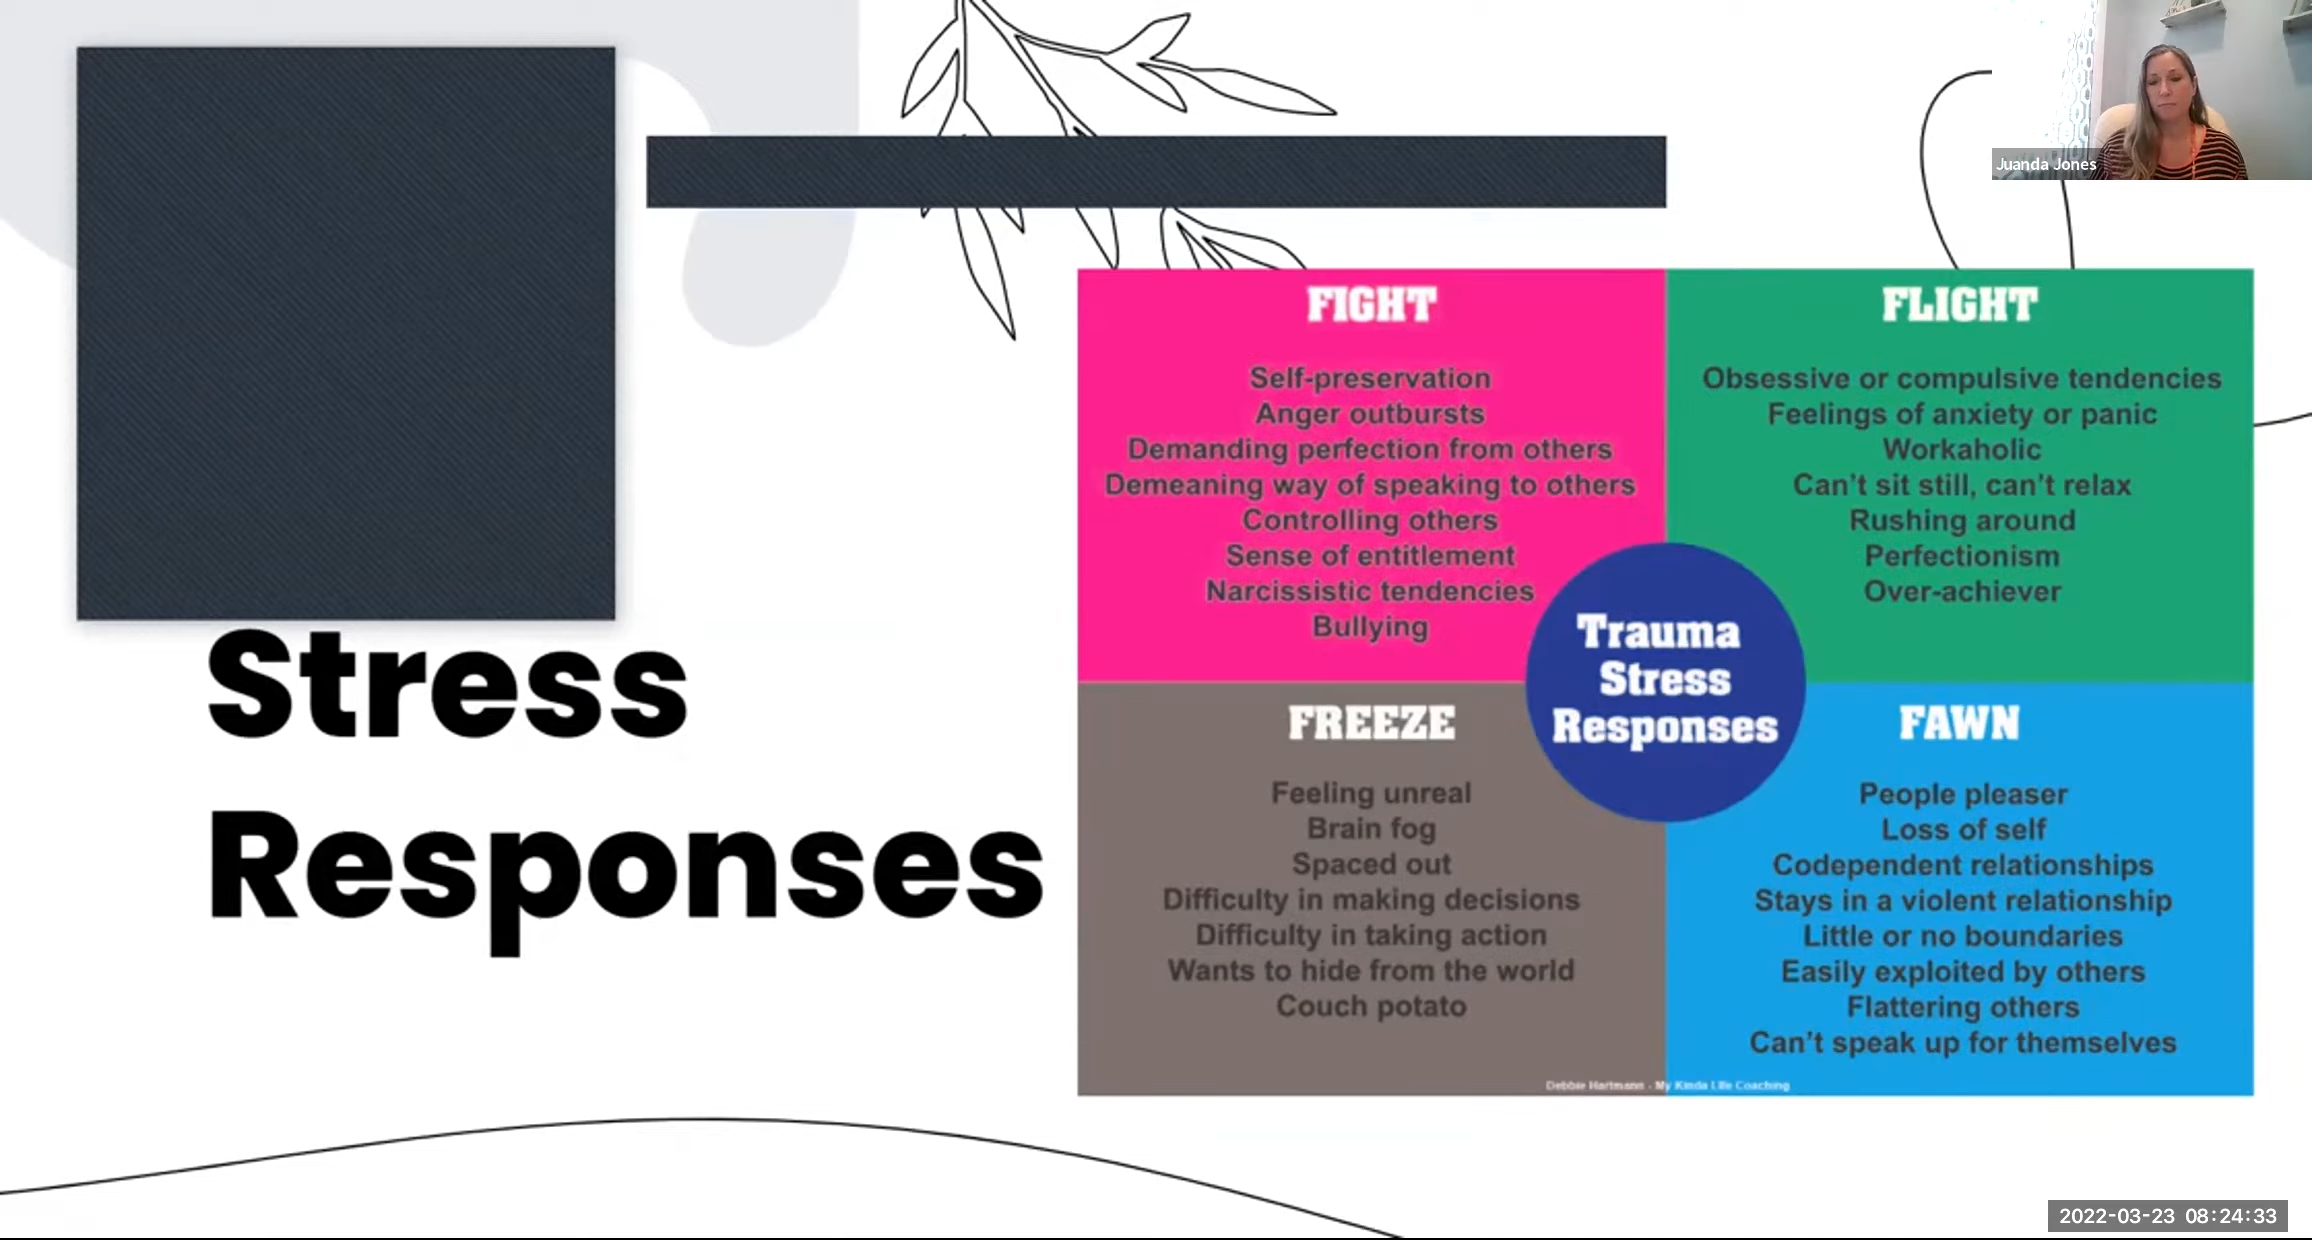 Juanda Jones
Stress
Responses
FIGHT
Self-preservation
Anger outbursts
Demanding perfection from others
Demeaning way of speaking to others
Controlling others
Sense of entitlement
Narcissistic tendencies
Bullying
FLIGHT
Obsessive or compulsive tendencies
Feelings of anxiety or panic
Workaholic
Can't sit still, can't relax
Rushing around
Perfectionism
Over-achiever
Trauma
Stress
Responses
FREEZE
Feeling unreal
Brain fog
Spaced out
Difficulty in making decisions
Difficulty in taking action
Wants to hide from the world
Couch potato
FAWN
People pleaser
Loss of self
Codependent relationships
Stays in a violent relationship
Little or no boundaries
Easily exploited by others
Flattering others
Can't speak up for themselves
Debbie Hartmann - My Kinda Life Coaching
2022-03-23 08:24:33